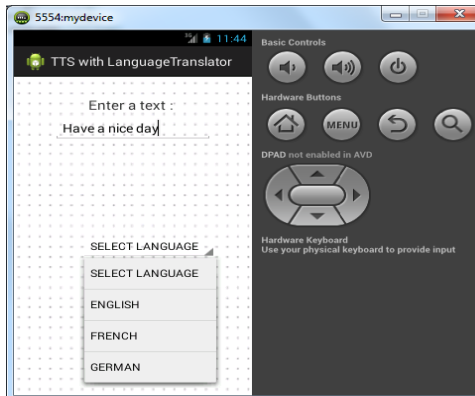 5554:mydevice
11:44
TTS with LanguageTranslator
Enter a text :
Have a nice day
SELECT LANGUAGE
SELECT LANGUAGE
ENGLISH
FRENCH
GERMAN
Basic Controls
Hardware Buttons
MENU
DPAD not enabled in AVD
Hardware Keyboard
Use your physical keyboard to provide input